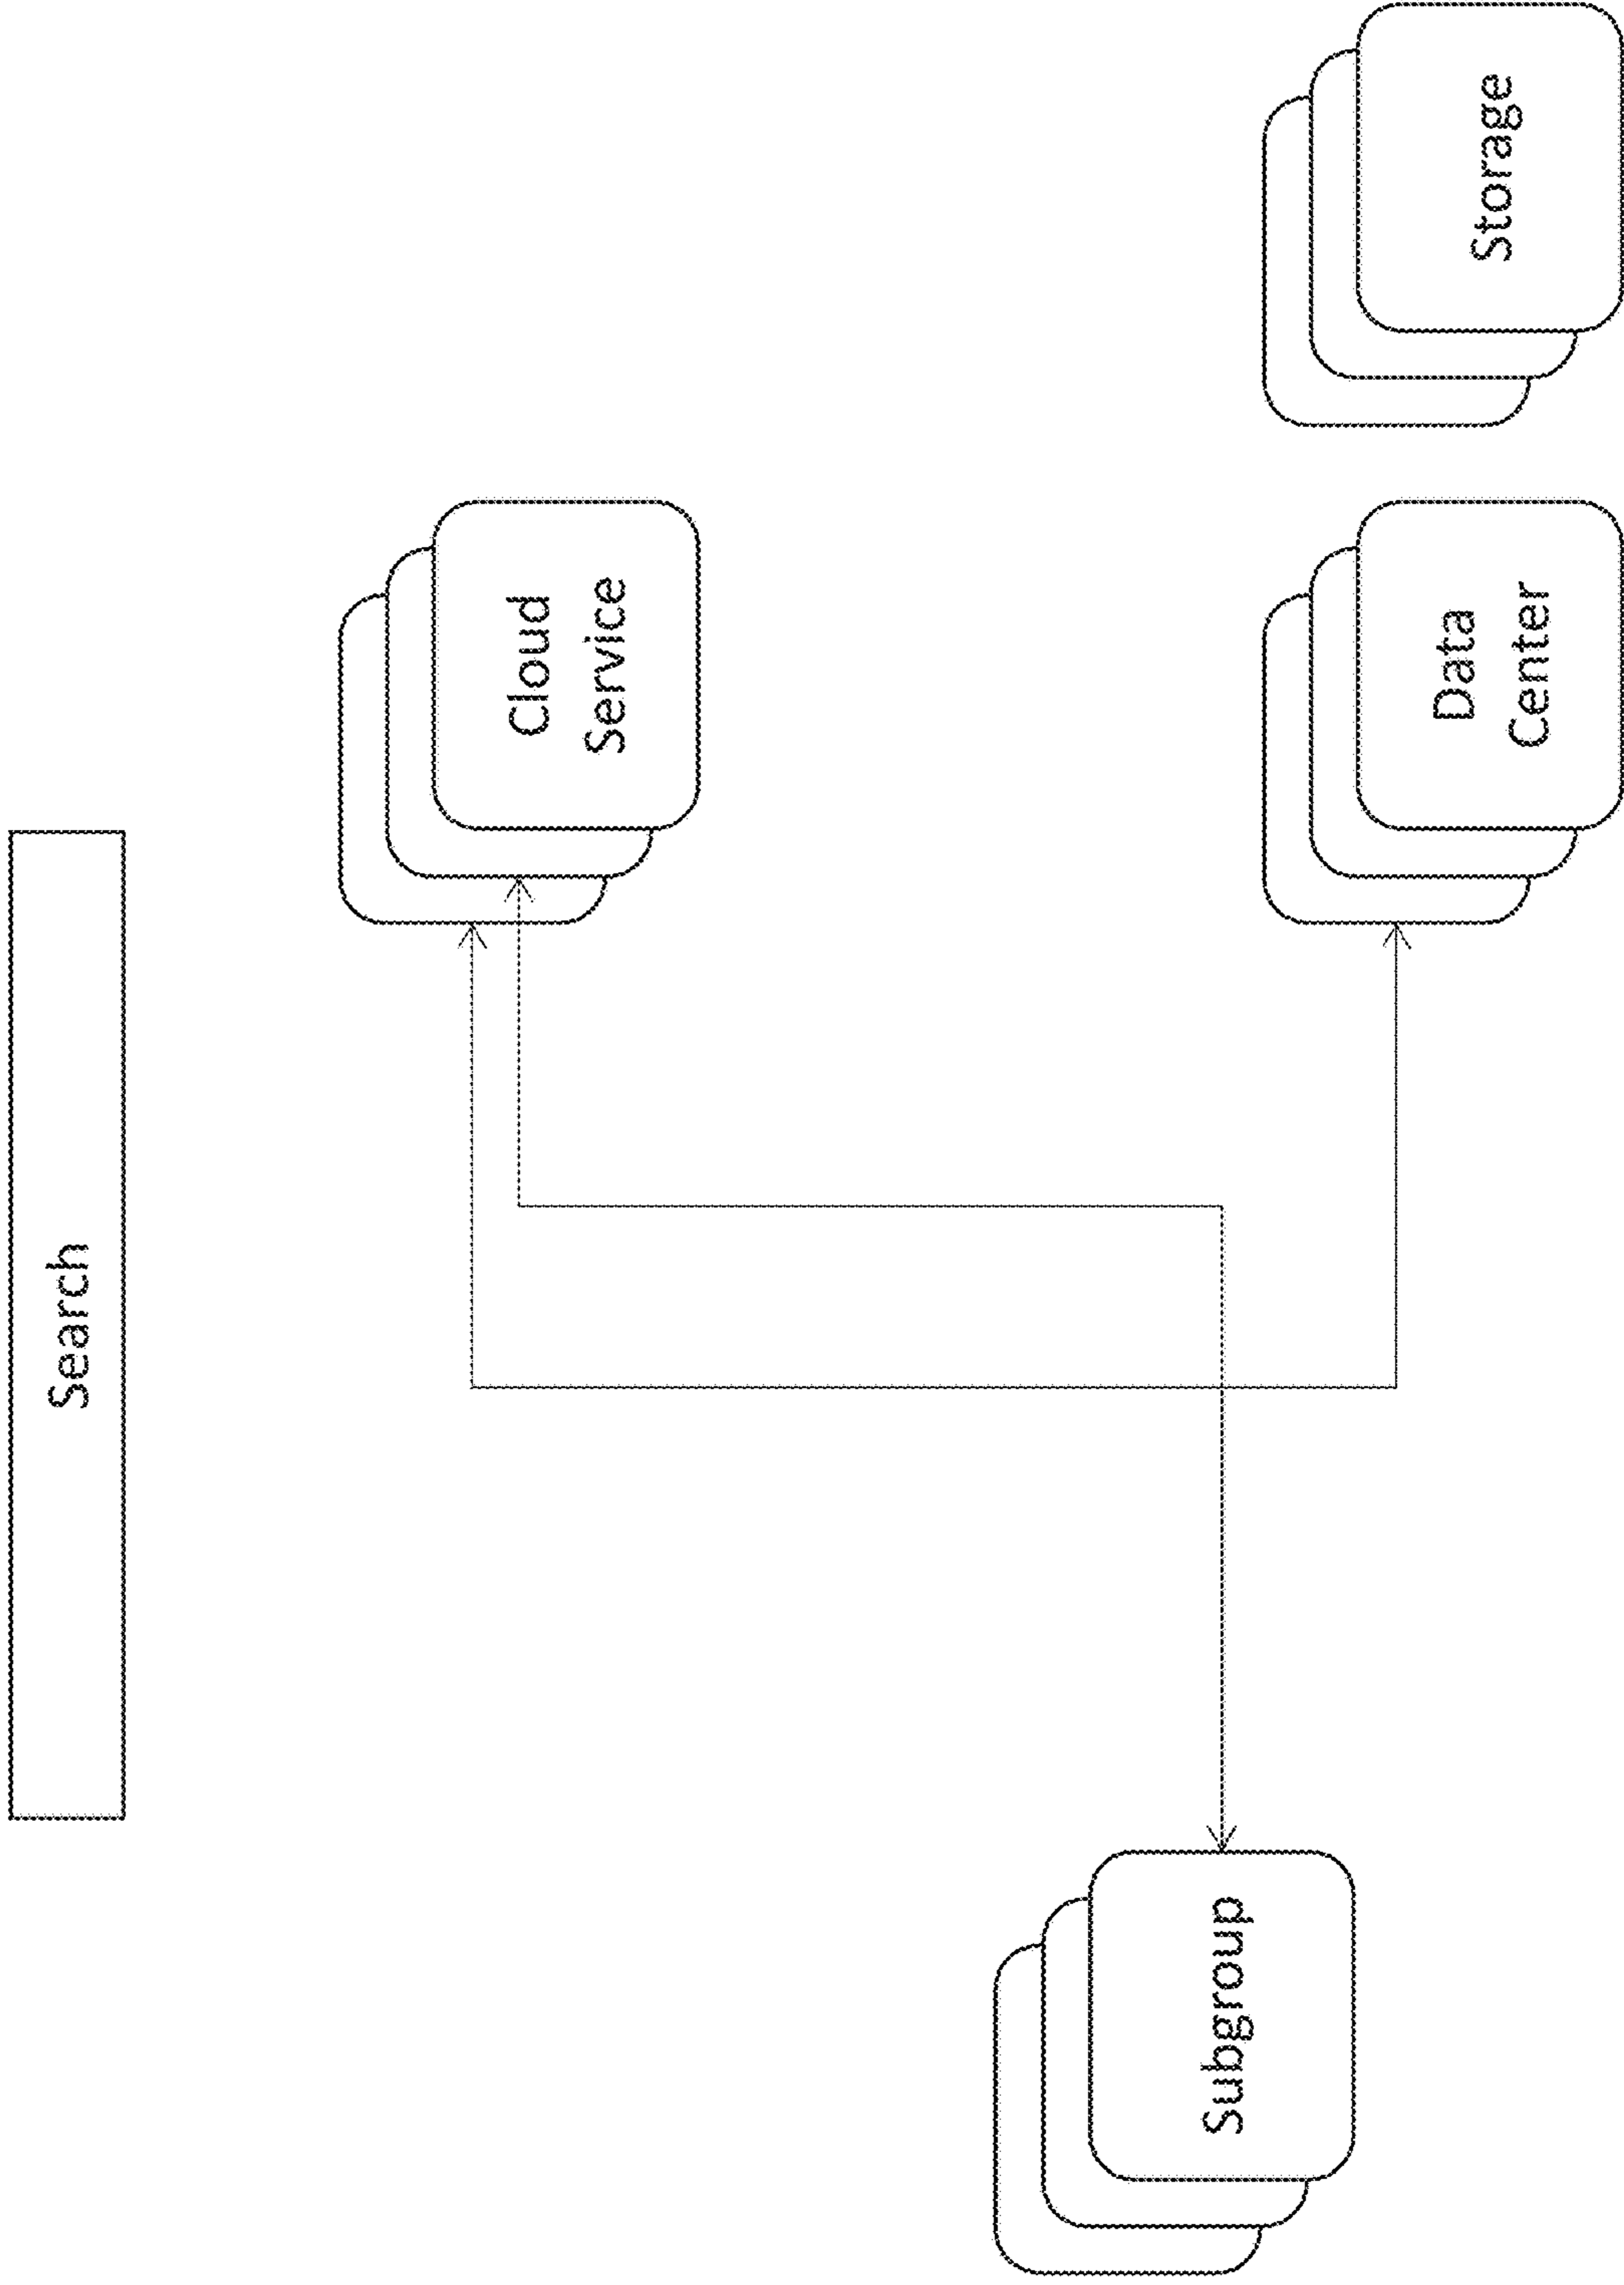 Search
Cloud
Service
Subgroup
Data
Center
Storage